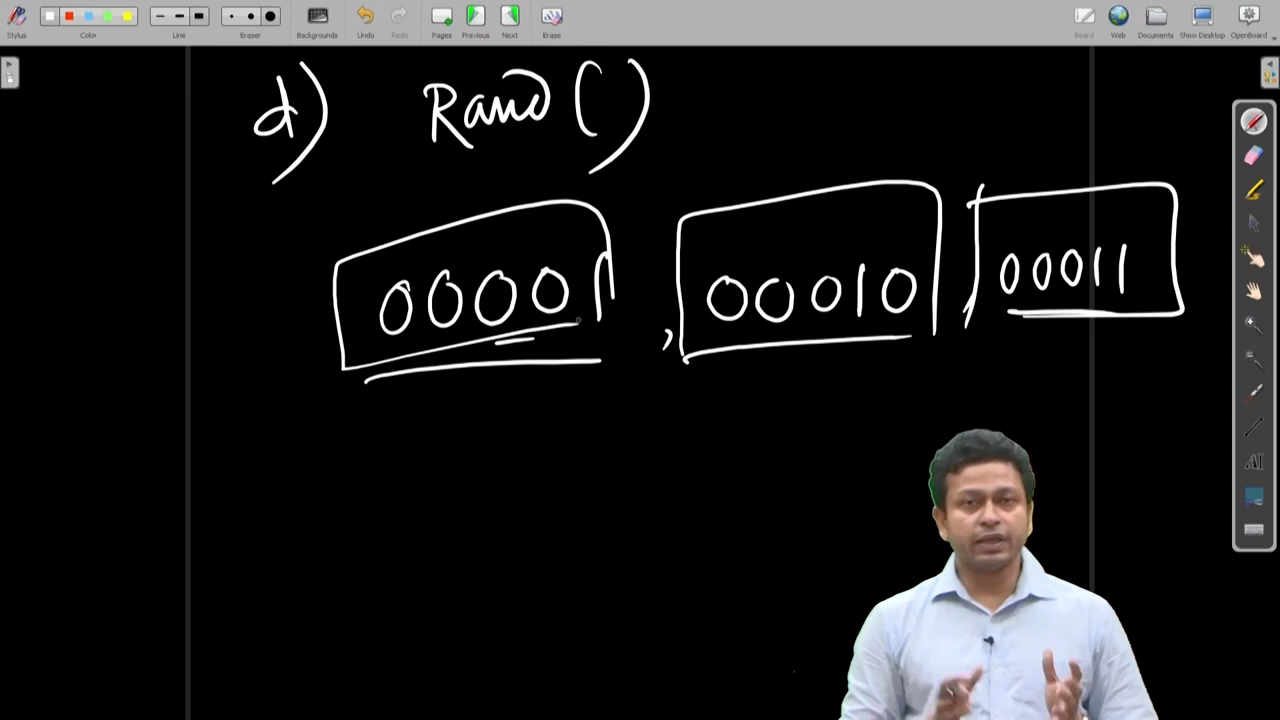 Stylus Color Line Eraser Backgrounds Undo Redo Pages Previous Next Erase Board Web Documents Show Desktop OpenBoard
d) Rand()
00001 , 00010 , 00011